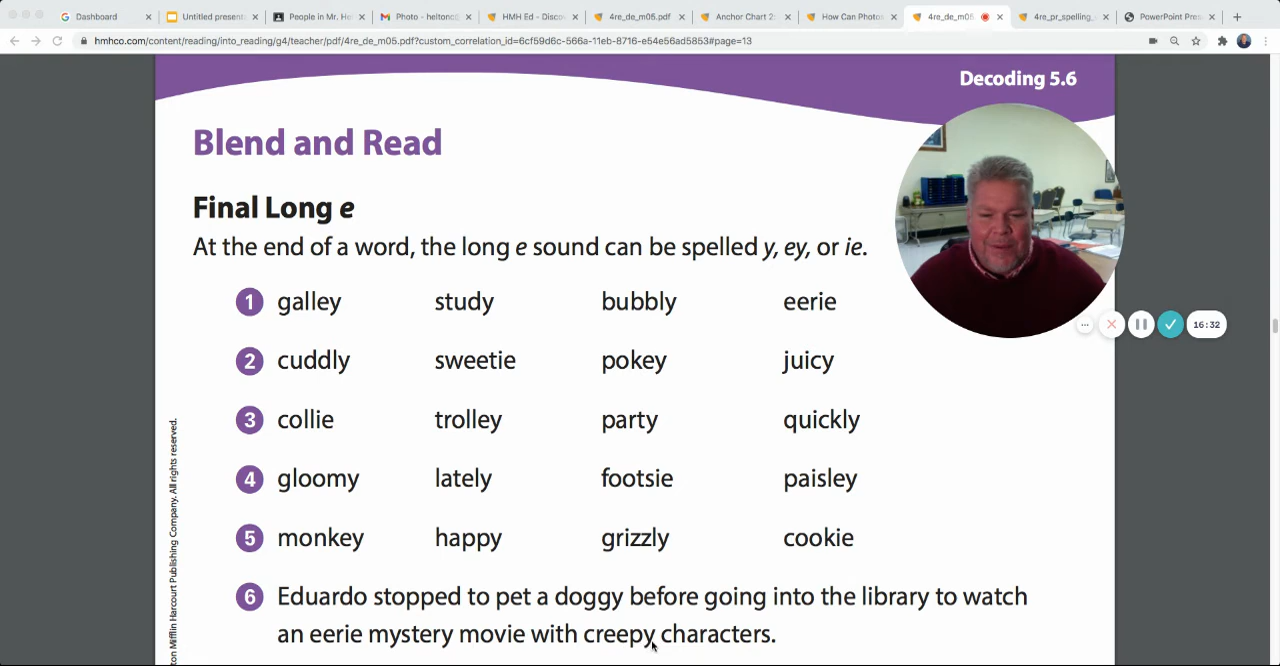 Dashboard
Untitled present
People in Mr. He
Photo - heltonc
HMH Ed - Disco
4re_de_m05.pdf
Anchor Chart 2
How Can Photos
4re_de_m05
4re_pr_spelling_
PowerPoint Pres
hmhco.com/content/reading/into_reading/g4/teacher/pdf/4re_de_m05.pdf?custom_correlation_id=6cf59d6c-566a-11eb-8716-e54e56ad5853#page=13
Decoding 5.6
Blend and Read
Final Long e
At the end of a word, the long e sound can be spelled y, ey, or ie.
1 galley study bubbly eerie
16:32
2 cuddly sweetie pokey juicy
3 collie trolley party quickly
4 gloomy lately footsie paisley
5 monkey happy grizzly cookie
6 Eduardo stopped to pet a doggy before going into the library to watch
an eerie mystery movie with creepy characters.
ton Mifflin Harcourt Publishing Company. All rights reserved.